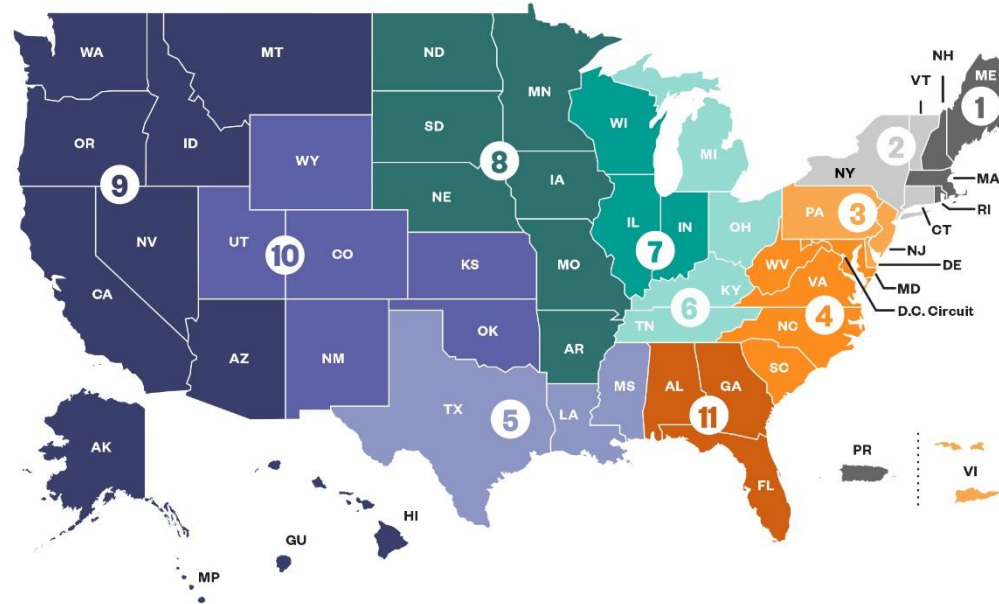 WA
MT
ND
MN
OR
ID
WY
SD
WI
MI
NH
VT
ME
1
2
NY
MA
RI
CT
9
8
NE
IA
PA
3
NJ
DE
MD
D.C. Circuit
NV
UT
10
CO
IL
IN
7
OH
WV
VA
CA
KS
MO
KY
6
4
NC
TN
AZ
NM
OK
AR
SC
TX
5
LA
MS
AL
GA
11
FL
AK
HI
GU
MP
PR
VI